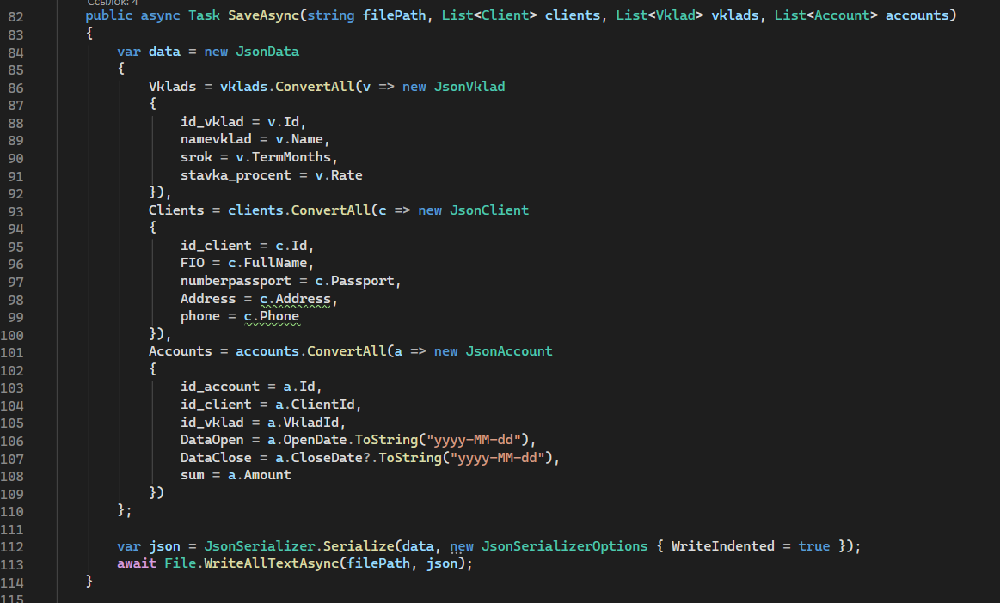 Ссылок: 4
82 public async Task SaveAsync(string filePath, List<Client> clients, List<Vklad> vklads, List<Account> accounts)
83 {
84 var data = new JsonData
85 {
86 Vklads = vklads.ConvertAll(v => new JsonVklad
87 {
88 id_vklad = v.Id,
89 namevklad = v.Name,
90 srok = v.TermMonths,
91 stavka_procent = v.Rate
92 }),
93 Clients = clients.ConvertAll(c => new JsonClient
94 {
95 id_client = c.Id,
96 FIO = c.FullName,
97 numberpassport = c.Passport,
98 Address = c.Address,
99 phone = c.Phone
100 }),
101 Accounts = accounts.ConvertAll(a => new JsonAccount
102 {
103 id_account = a.Id,
104 id_client = a.ClientId,
105 id_vklad = a.VkladId,
106 DataOpen = a.OpenDate.ToString("yyyy-MM-dd"),
107 DataClose = a.CloseDate?.ToString("yyyy-MM-dd"),
108 sum = a.Amount
109 })
110 };
111
112 var json = JsonSerializer.Serialize(data, new JsonSerializerOptions { WriteIndented = true });
113 await File.WriteAllTextAsync(filePath, json);
114 }
115